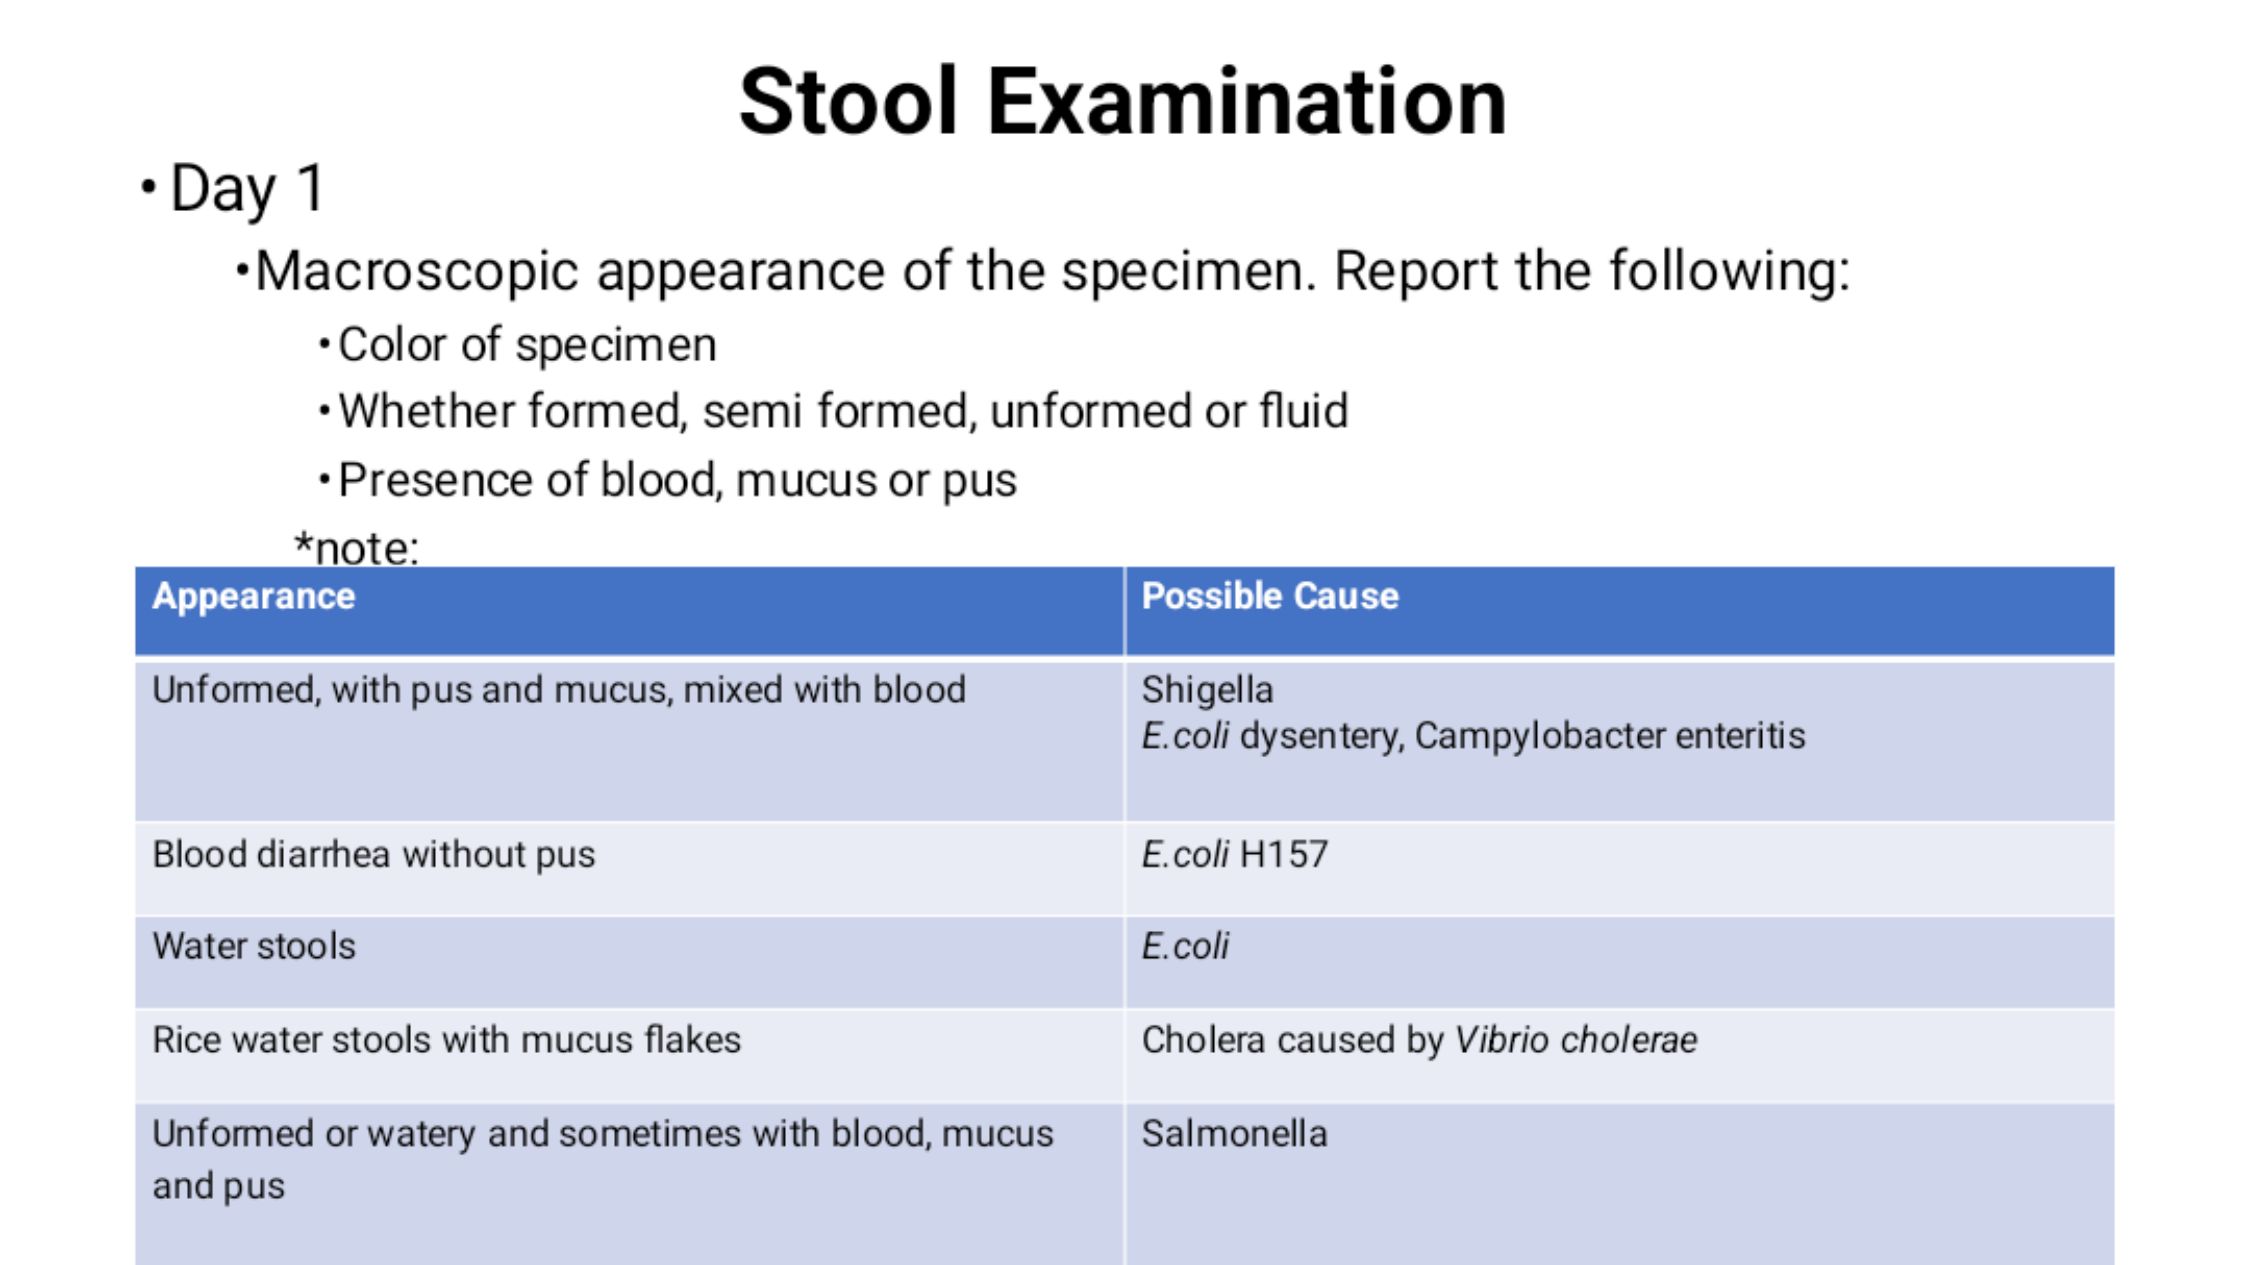 Stool Examination
• Day 1
•Macroscopic appearance of the specimen. Report the following:
•Color of specimen
•Whether formed, semi formed, unformed or fluid
•Presence of blood, mucus or pus
*note:
Appearance
Possible Cause
Unformed, with pus and mucus, mixed with blood
Shigella
E.coli dysentery, Campylobacter enteritis
Blood diarrhea without pus
E.coli H157
Water stools
E.coli
Rice water stools with mucus flakes
Cholera caused by Vibrio cholerae
Unformed or watery and sometimes with blood, mucus
and pus
Salmonella